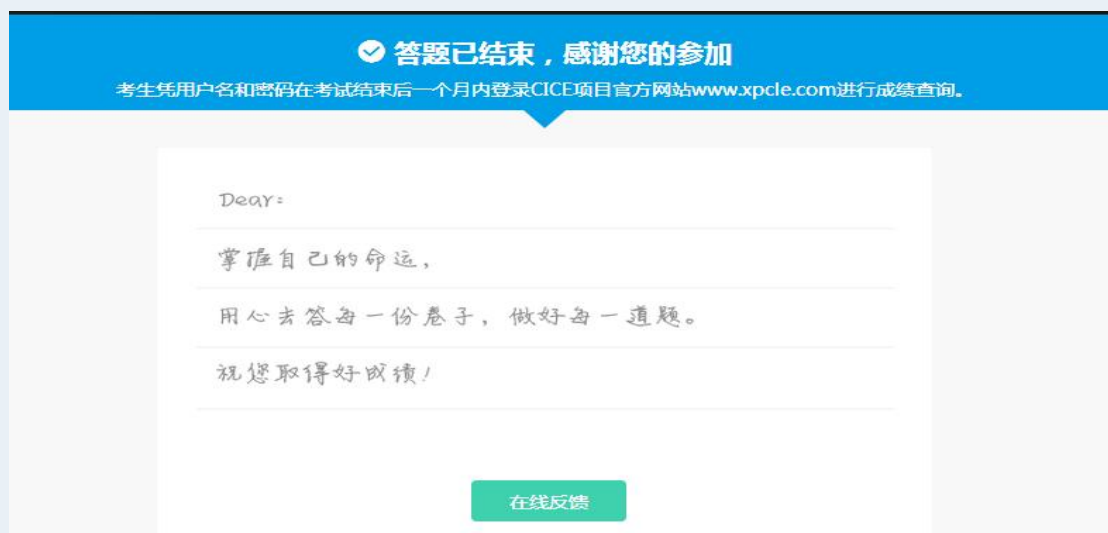 答题已结束，感谢您的参加
考生凭用户名和密码在考试结束后一个月内登录CICE项目官方网站www.xpcle.com进行成绩查询。
Dear:
掌握自己的命运，
用心去答每一份卷子，做好每一道题。
祝您取得好成绩！
在线反馈